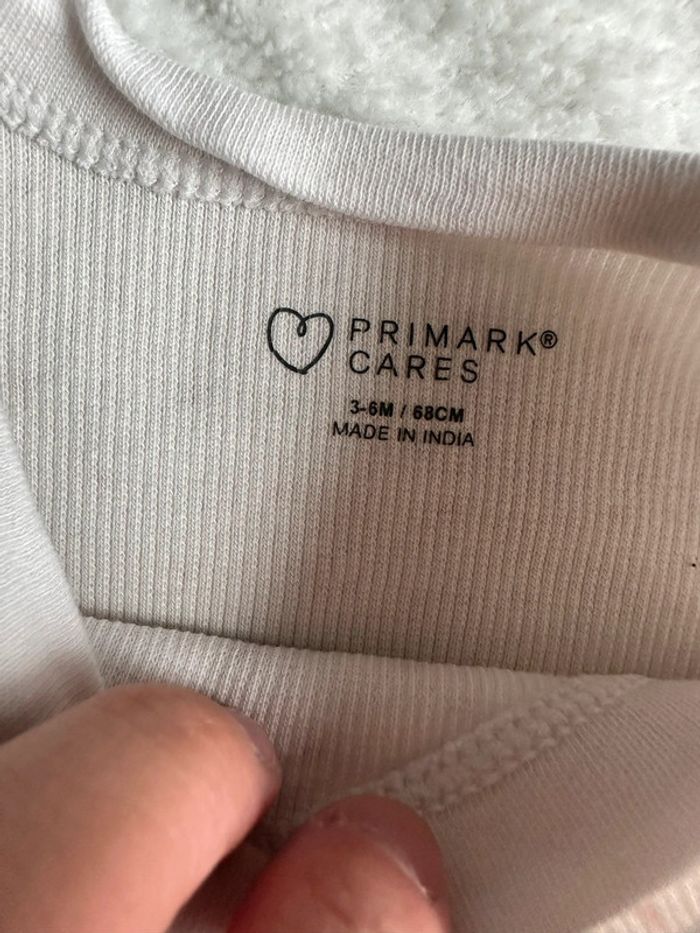 PRIMARK®
CARES
3-6M / 68CM
MADE IN INDIA